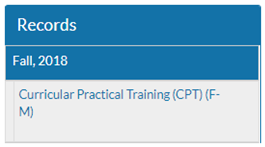 Records
Fall, 2018
Curricular Practical Training (CPT) (F-
M)